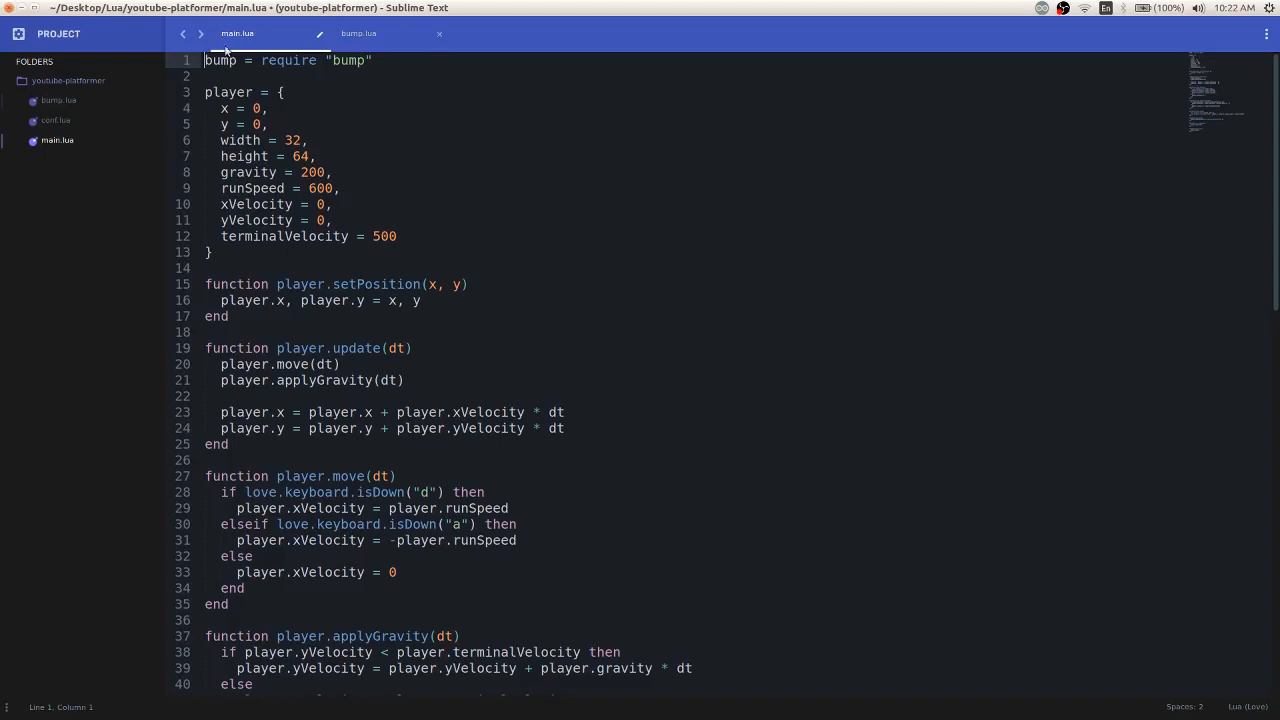 ~/Desktop/Lua/youtube-platformer/main.lua • (youtube-platformer) - Sublime Text
En (100%) 10:22 AM
PROJECT
main.lua bump.lua
FOLDERS
youtube-platformer
bump.lua
conf.lua
main.lua
1 bump = require "bump"
2
3 player = {
4 x = 0,
5 y = 0,
6 width = 32,
7 height = 64,
8 gravity = 200,
9 runSpeed = 600,
10 xVelocity = 0,
11 yVelocity = 0,
12 terminalVelocity = 500
13 }
14
15 function player.setPosition(x, y)
16 player.x, player.y = x, y
17 end
18
19 function player.update(dt)
20 player.move(dt)
21 player.applyGravity(dt)
22
23 player.x = player.x + player.xVelocity * dt
24 player.y = player.y + player.yVelocity * dt
25 end
26
27 function player.move(dt)
28 if love.keyboard.isDown("d") then
29 player.xVelocity = player.runSpeed
30 elseif love.keyboard.isDown("a") then
31 player.xVelocity = -player.runSpeed
32 else
33 player.xVelocity = 0
34 end
35 end
36
37 function player.applyGravity(dt)
38 if player.yVelocity < player.terminalVelocity then
39 player.yVelocity = player.yVelocity + player.gravity * dt
40 else
Line 1, Column 1
Spaces: 2 Lua (Love)